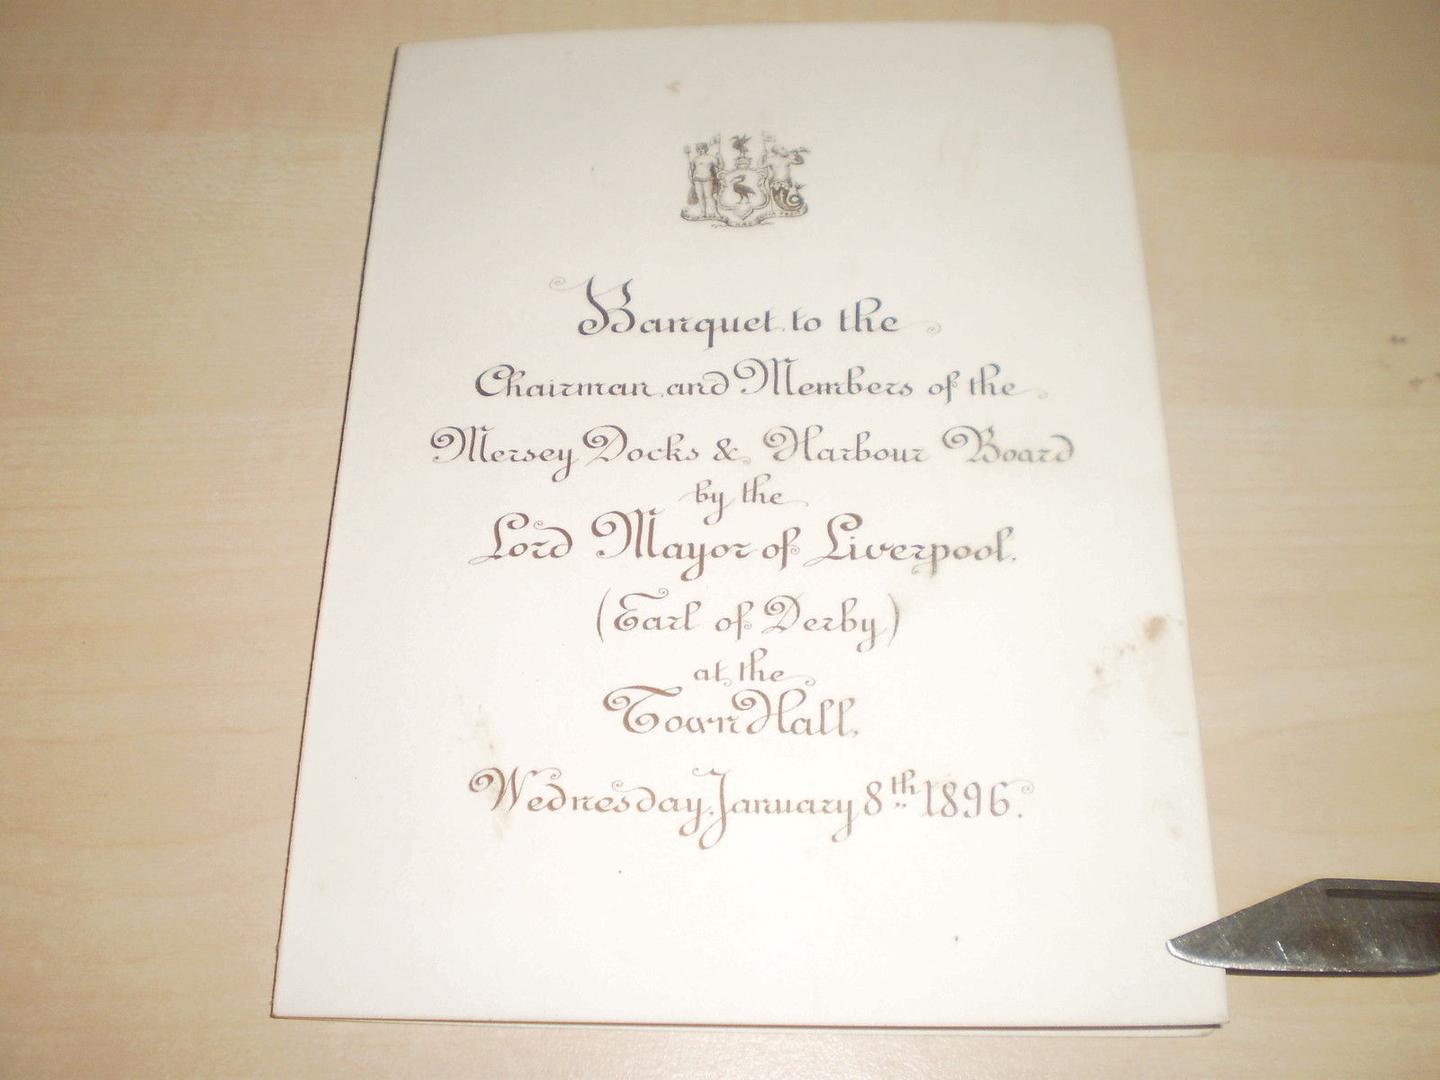 Banquet to the
Chairman and Members of the
Mersey Docks & Harbour Board
by the
Lord Mayor of Liverpool.
(Earl of Derby)
at the
Town Hall,
Wednesday, January 8th 1896.